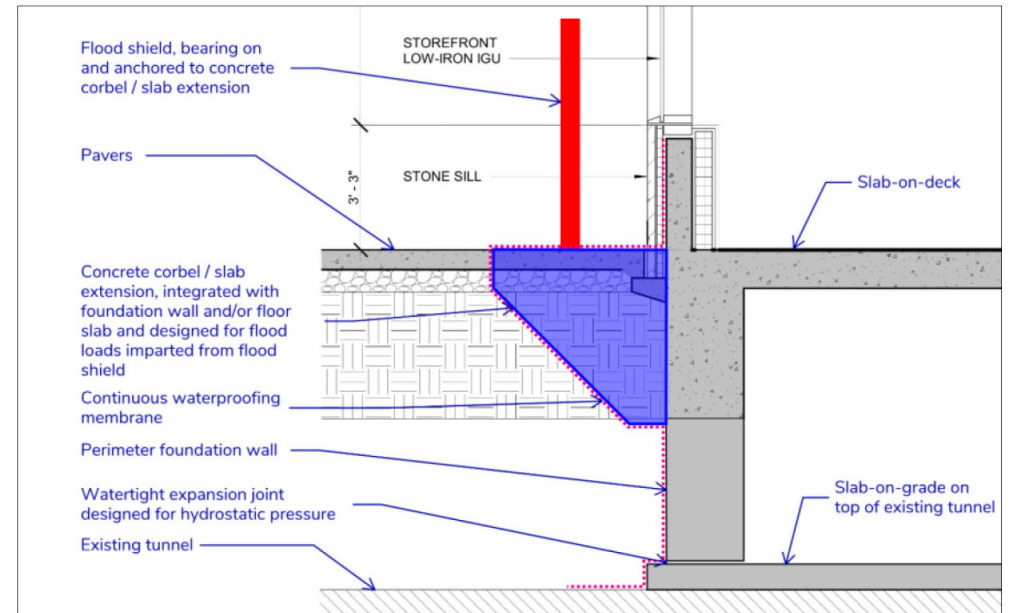 Flood shield, bearing on
and anchored to concrete
corbel / slab extension
STOREFRONT
LOW-IRON IGU
Pavers
3' - 3"
STONE SILL
Slab-on-deck
Concrete corbel / slab
extension, integrated with
foundation wall and/or floor
slab and designed for flood
loads imparted from flood
shield
Continuous waterproofing
membrane
Perimeter foundation wall
Watertight expansion joint
designed for hydrostatic pressure
Slab-on-grade on
top of existing tunnel
Existing tunnel